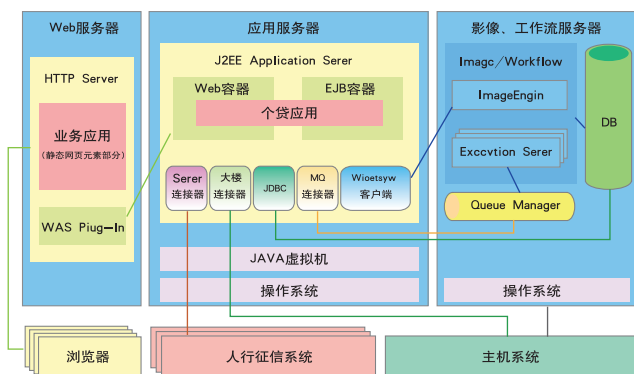 Web服务器
HTTP Server
业务应用
(静态网页元素部分)
WAS Piug-In
浏览器
应用服务器
J2EE Application Serer
Web容器
EJB容器
个贷应用
Serer
连接器
大楼
连接器
JDBC
MQ
连接器
Wioetsyw
客户端
JAVA虚拟机
操作系统
人行征信系统
影像、工作流服务器
Imagc/Workflow
ImageEngin
Exccvtion Serer
Queue Manager
DB
操作系统
主机系统